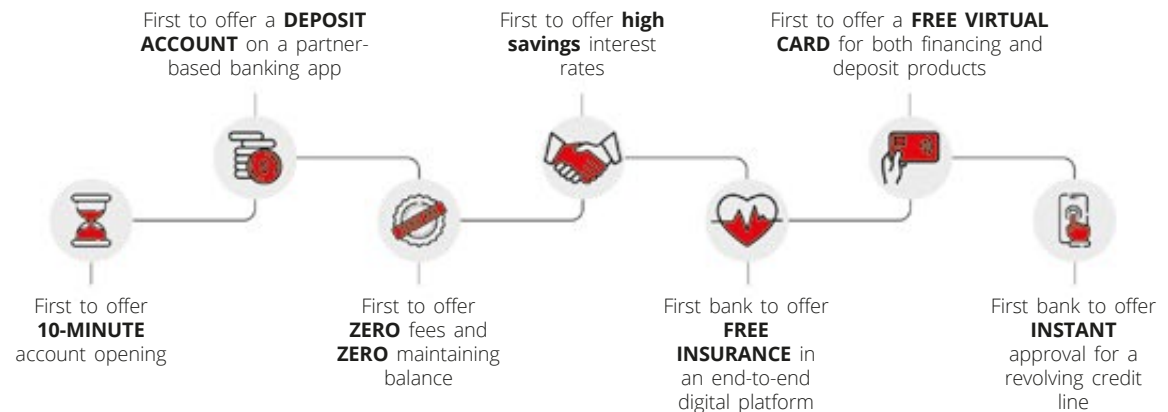 First to offer a DEPOSIT
ACCOUNT on a partner-
based banking app
First to offer high
savings interest
rates
First to offer a FREE VIRTUAL
CARD for both financing and
deposit products
First to offer
10-MINUTE
account opening
First to offer
ZERO fees and
ZERO maintaining
balance
First bank to offer
FREE
INSURANCE in
an end-to-end
digital platform
First bank to offer
INSTANT
approval for a
revolving credit
line